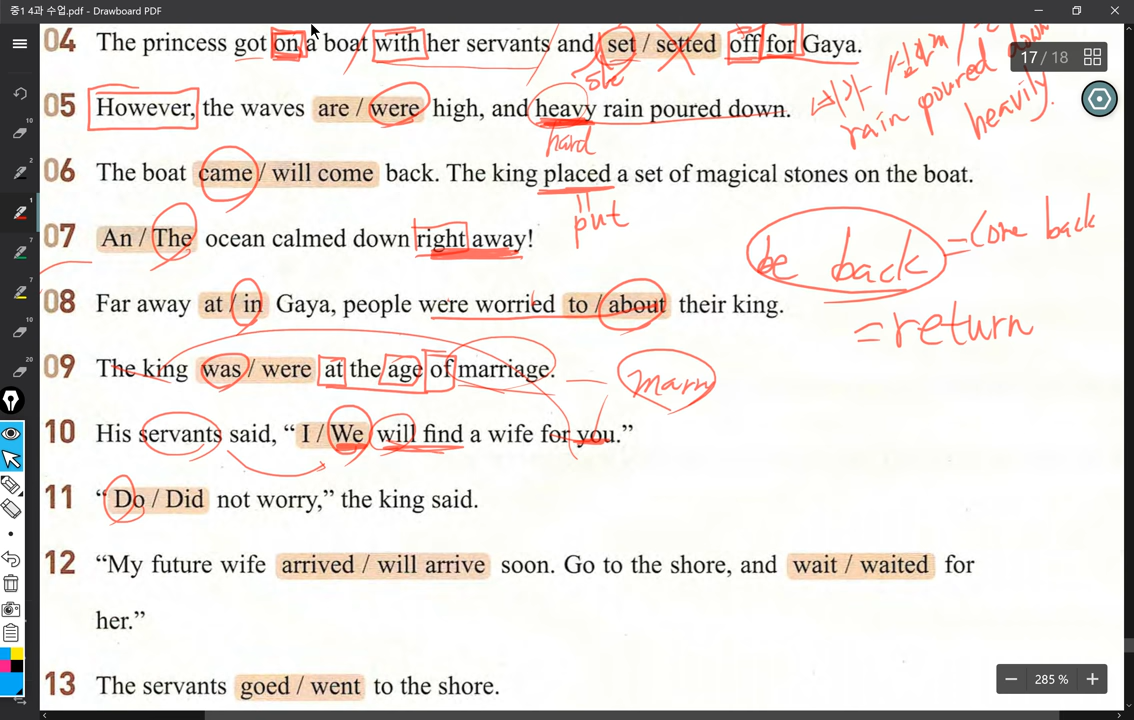 중1 4과 수업.pdf - Drawboard PDF
17 / 18
04 The princess got on a boat with her servants and set / setted off for Gaya.
rain poured down
heavily.
05 However, the waves are / were high, and heavy rain poured down.
hard
06 The boat came / will come back. The king placed a set of magical stones on the boat.
put
be back = come back
= return
07 An / The ocean calmed down right away!
08 Far away at / in Gaya, people were worried to / about their king.
09 The king was / were at the age of marriage.
marry
10 His servants said, “I / We will find a wife for you.”
11 “Do / Did not worry,” the king said.
12 “My future wife arrived / will arrive soon. Go to the shore, and wait / waited for
her.”
13 The servants goed / went to the shore.
285 %